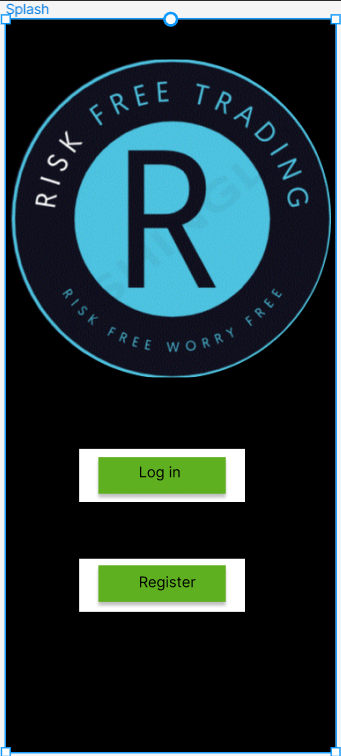 Splash
RISK FREE TRADING
R
RISK FREE WORRY FREE
Log in
Register